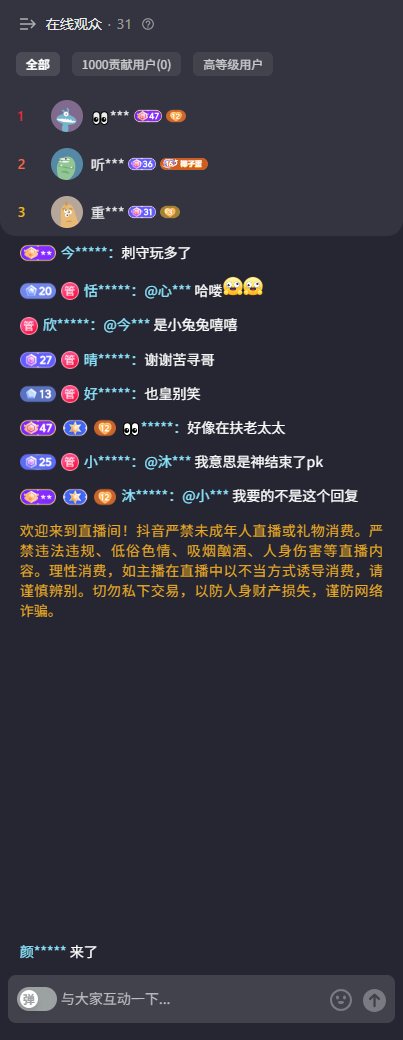 在线观众 · 31
全部 1000贡献用户(0) 高等级用户
1 👀*** 47 12
2 听*** 36 椰子蛋
3 重*** 31
** 今*****：刺守玩多了
20 管 恬*****：@心*** 哈喽
管 欣*****：@今*** 是小兔兔嘻嘻
27 管 晴*****：谢谢苦寻哥
13 管 好*****：也皇别笑
47 12 👀*****：好像在扶老太太
25 管 小*****：@沐*** 我意思是神结束了pk
** 12 沐*****：@小*** 我要的不是这个回复
欢迎来到直播间！抖音严禁未成年人直播或礼物消费。严
禁违法违规、低俗色情、吸烟酗酒、人身伤害等直播内
容。理性消费，如主播在直播中以不当方式诱导消费，请
谨慎辨别。切勿私下交易，以防人身财产损失，谨防网络
诈骗。
颜***** 来了
弹 与大家互动一下...